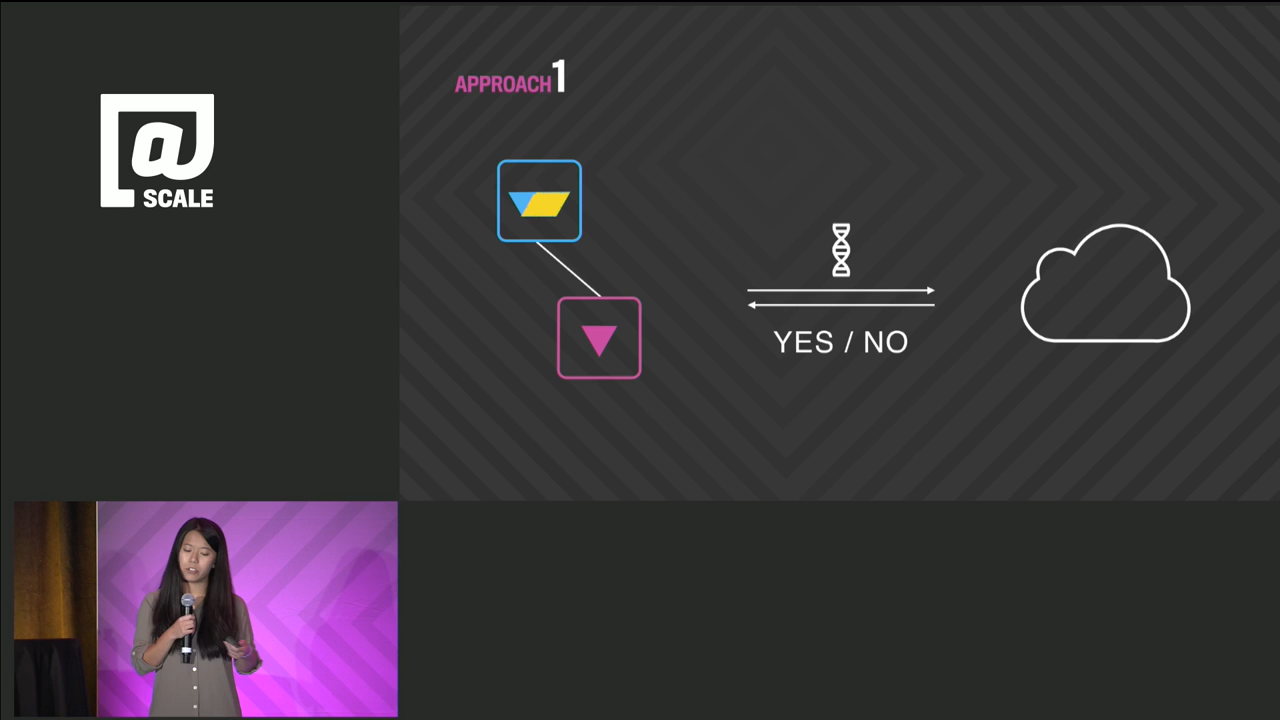 @
SCALE
APPROACH 1
YES / NO